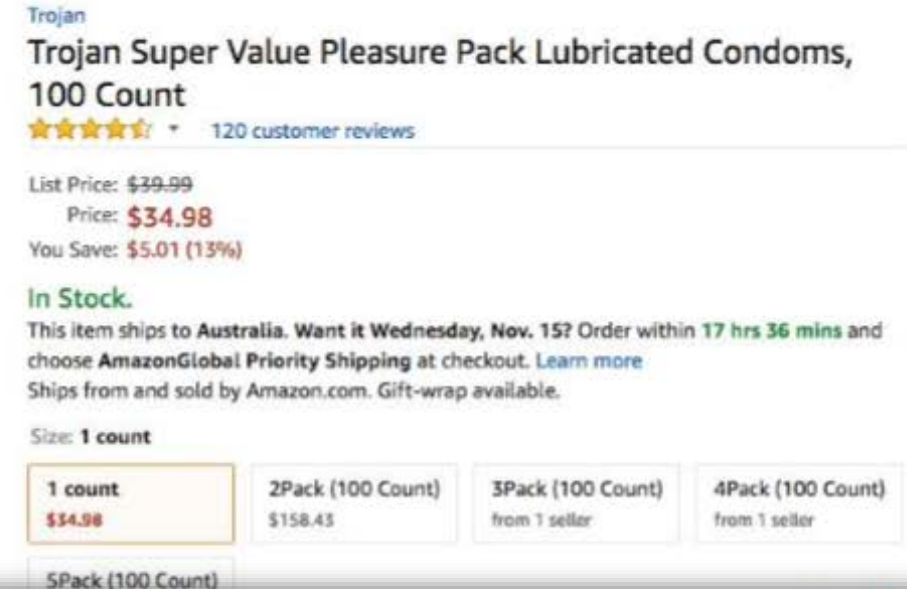 Trojan
Trojan Super Value Pleasure Pack Lubricated Condoms,
100 Count
120 customer reviews
List Price: $39.99
Price: $34.98
You Save: $5.01 (13%)
In Stock.
This item ships to Australia. Want it Wednesday, Nov. 15? Order within 17 hrs 36 mins and
choose AmazonGlobal Priority Shipping at checkout. Learn more
Ships from and sold by Amazon.com. Gift-wrap available.
Size: 1 count
1 count 2Pack (100 Count) 3Pack (100 Count) 4Pack (100 Count)
$34.98 $158.43 from 1 seller from 1 seller
5Pack (100 Count)